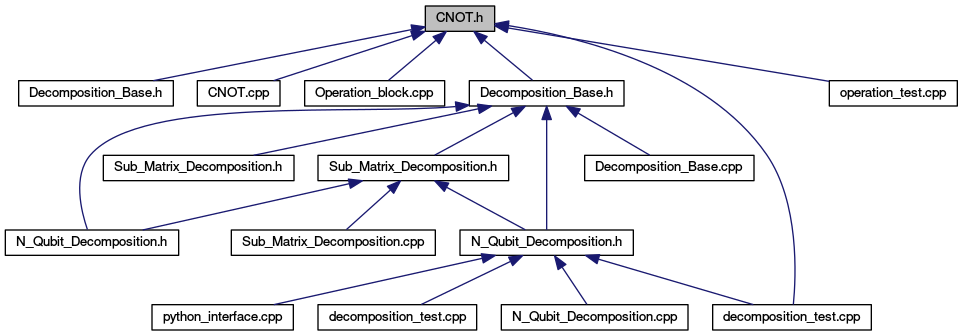 CNOT.h
Decomposition_Base.h
CNOT.cpp
Operation_block.cpp
Decomposition_Base.h
operation_test.cpp
Sub_Matrix_Decomposition.h
Sub_Matrix_Decomposition.h
Decomposition_Base.cpp
N_Qubit_Decomposition.h
Sub_Matrix_Decomposition.cpp
N_Qubit_Decomposition.h
python_interface.cpp
decomposition_test.cpp
N_Qubit_Decomposition.cpp
decomposition_test.cpp